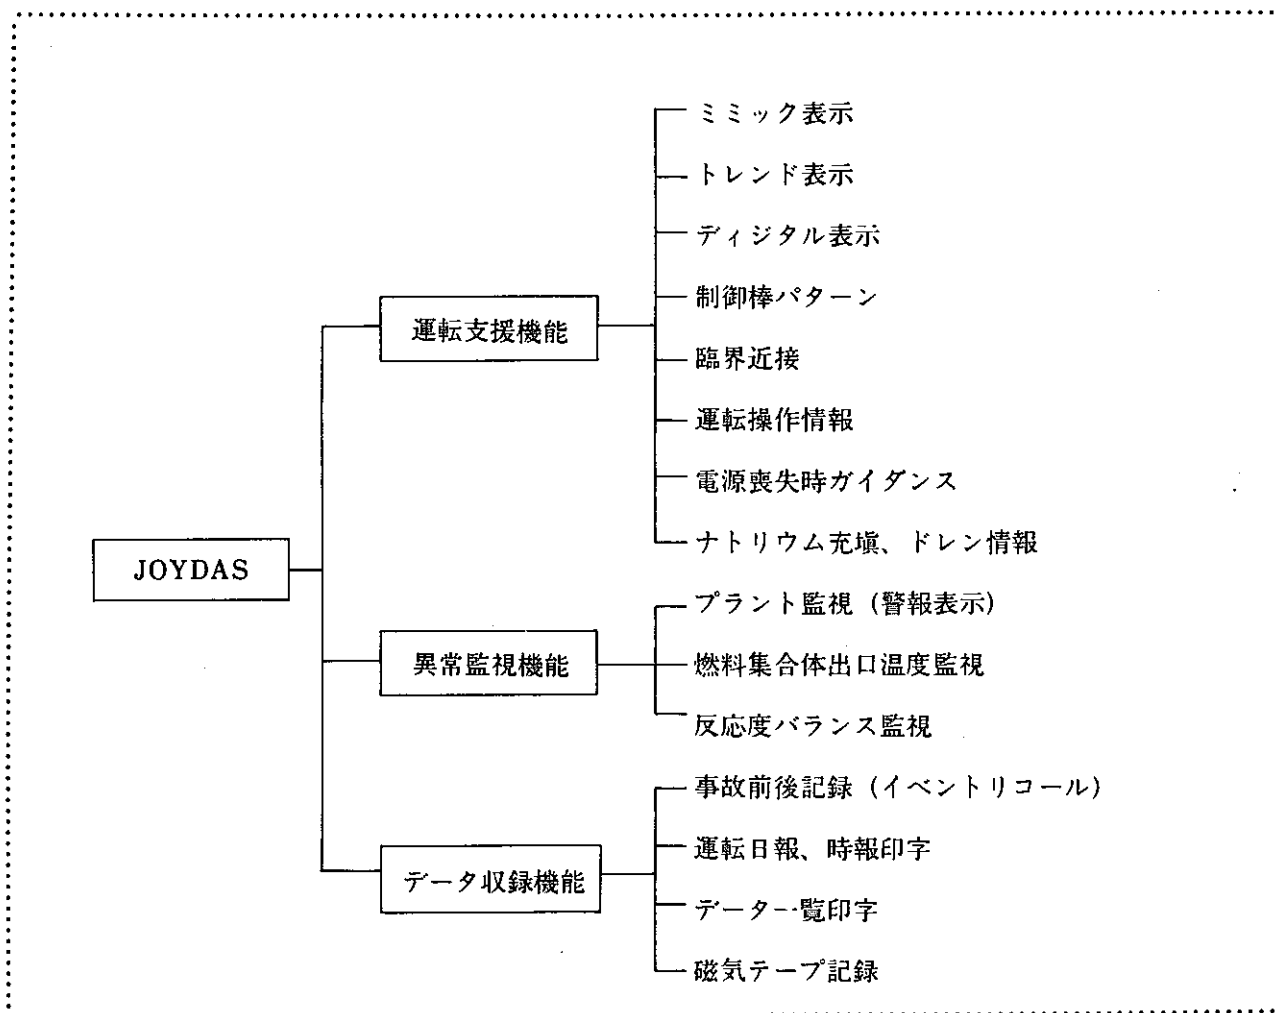 ミミック表示
トレンド表示
ディジタル表示
制御棒パターン
運転支援機能
臨界近接
運転操作情報
電源喪失時ガイダンス
ナトリウム充塡、ドレン情報
JOYDAS
プラント監視（警報表示）
異常監視機能
燃料集合体出口温度監視
反応度バランス監視
事故前後記録（イベントリコール）
運転日報、時報印字
データ収録機能
データ一覧印字
磁気テープ記録